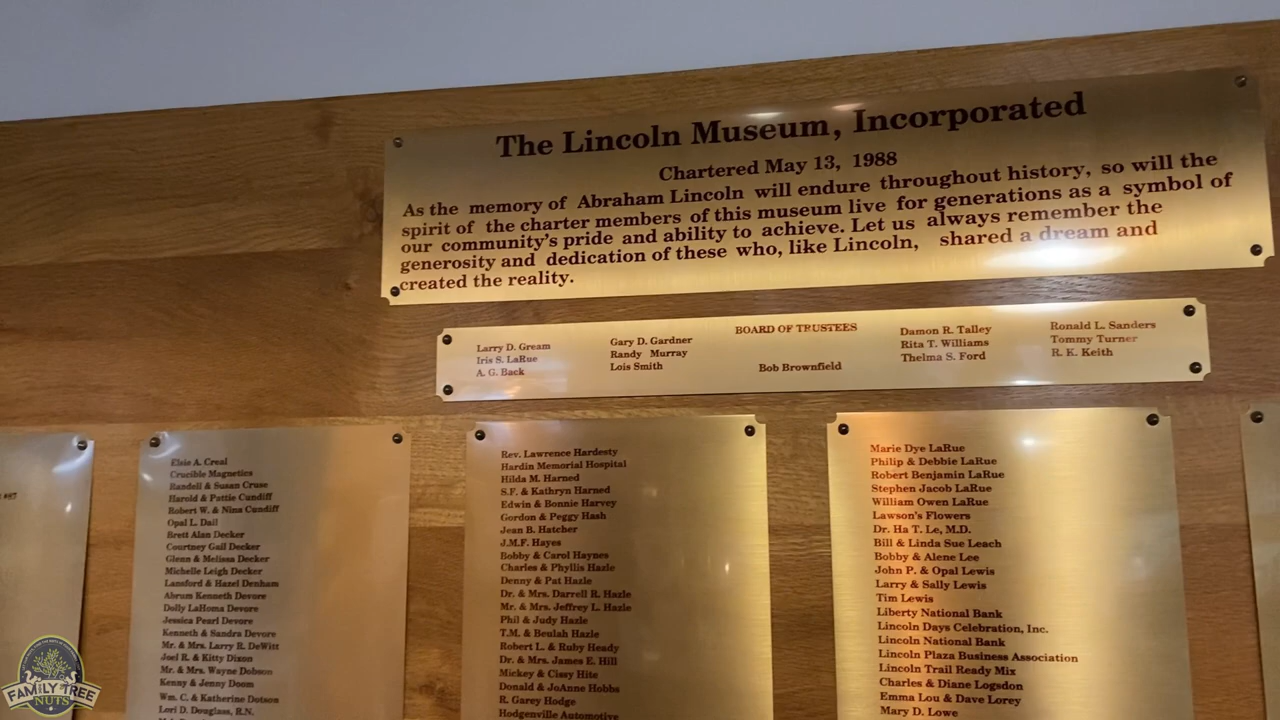 The Lincoln Museum, Incorporated
Chartered May 13, 1988
As the memory of Abraham Lincoln will endure throughout history, so will the
spirit of the charter members of this museum live for generations as a symbol of
our community's pride and ability to achieve. Let us always remember the
generosity and dedication of these who, like Lincoln, shared a dream and
created the reality.
BOARD OF TRUSTEES
Larry D. Gream
Iris S. LaRue
A. G. Back
Gary D. Gardner
Randy Murray
Lois Smith
Bob Brownfield
Damon R. Talley
Rita T. Williams
Thelma S. Ford
Ronald L. Sanders
Tommy Turner
R. K. Keith
Elsie A. Creal
Crucible Magnetics
Randell & Susan Cruse
Harold & Pattie Cundiff
Robert W. & Nina Cundiff
Opal L. Dail
Brett Alan Decker
Courtney Gail Decker
Glenn & Melissa Decker
Michelle Leigh Decker
Lansford & Hazel Denham
Abrum Kenneth Devore
Dolly LaHoma Devore
Jessica Pearl Devore
Kenneth & Sandra Devore
Mr. & Mrs. Larry R. DeWitt
Joel R. & Kitty Dixon
Mr. & Mrs. Wayne Dobson
Kenny & Jenny Doom
Wm. C. & Katherine Dotson
Lori D. Douglass, R.N.
Rev. Lawrence Hardesty
Hardin Memorial Hospital
Hilda M. Harned
S.F. & Kathryn Harned
Edwin & Bonnie Harvey
Gordon & Peggy Hash
Jean B. Hatcher
J.M.F. Hayes
Bobby & Carol Haynes
Charles & Phyllis Hazle
Denny & Pat Hazle
Dr. & Mrs. Darrell R. Hazle
Mr. & Mrs. Jeffrey L. Hazle
Phil & Judy Hazle
T.M. & Beulah Hazle
Robert L. & Ruby Heady
Dr. & Mrs. James E. Hill
Mickey & Cissy Hite
Donald & JoAnne Hobbs
R. Garey Hodge
Hodgenville Automotive
Marie Dye LaRue
Philip & Debbie LaRue
Robert Benjamin LaRue
Stephen Jacob LaRue
William Owen LaRue
Lawson's Flowers
Dr. Ha T. Le, M.D.
Bill & Linda Sue Leach
Bobby & Alene Lee
John P. & Opal Lewis
Larry & Sally Lewis
Tim Lewis
Liberty National Bank
Lincoln Days Celebration, Inc.
Lincoln National Bank
Lincoln Plaza Business Association
Lincoln Trail Ready Mix
Charles & Diane Logsdon
Emma Lou & Dave Lorey
Mary D. Lowe
FAMILY TREE
NUTS